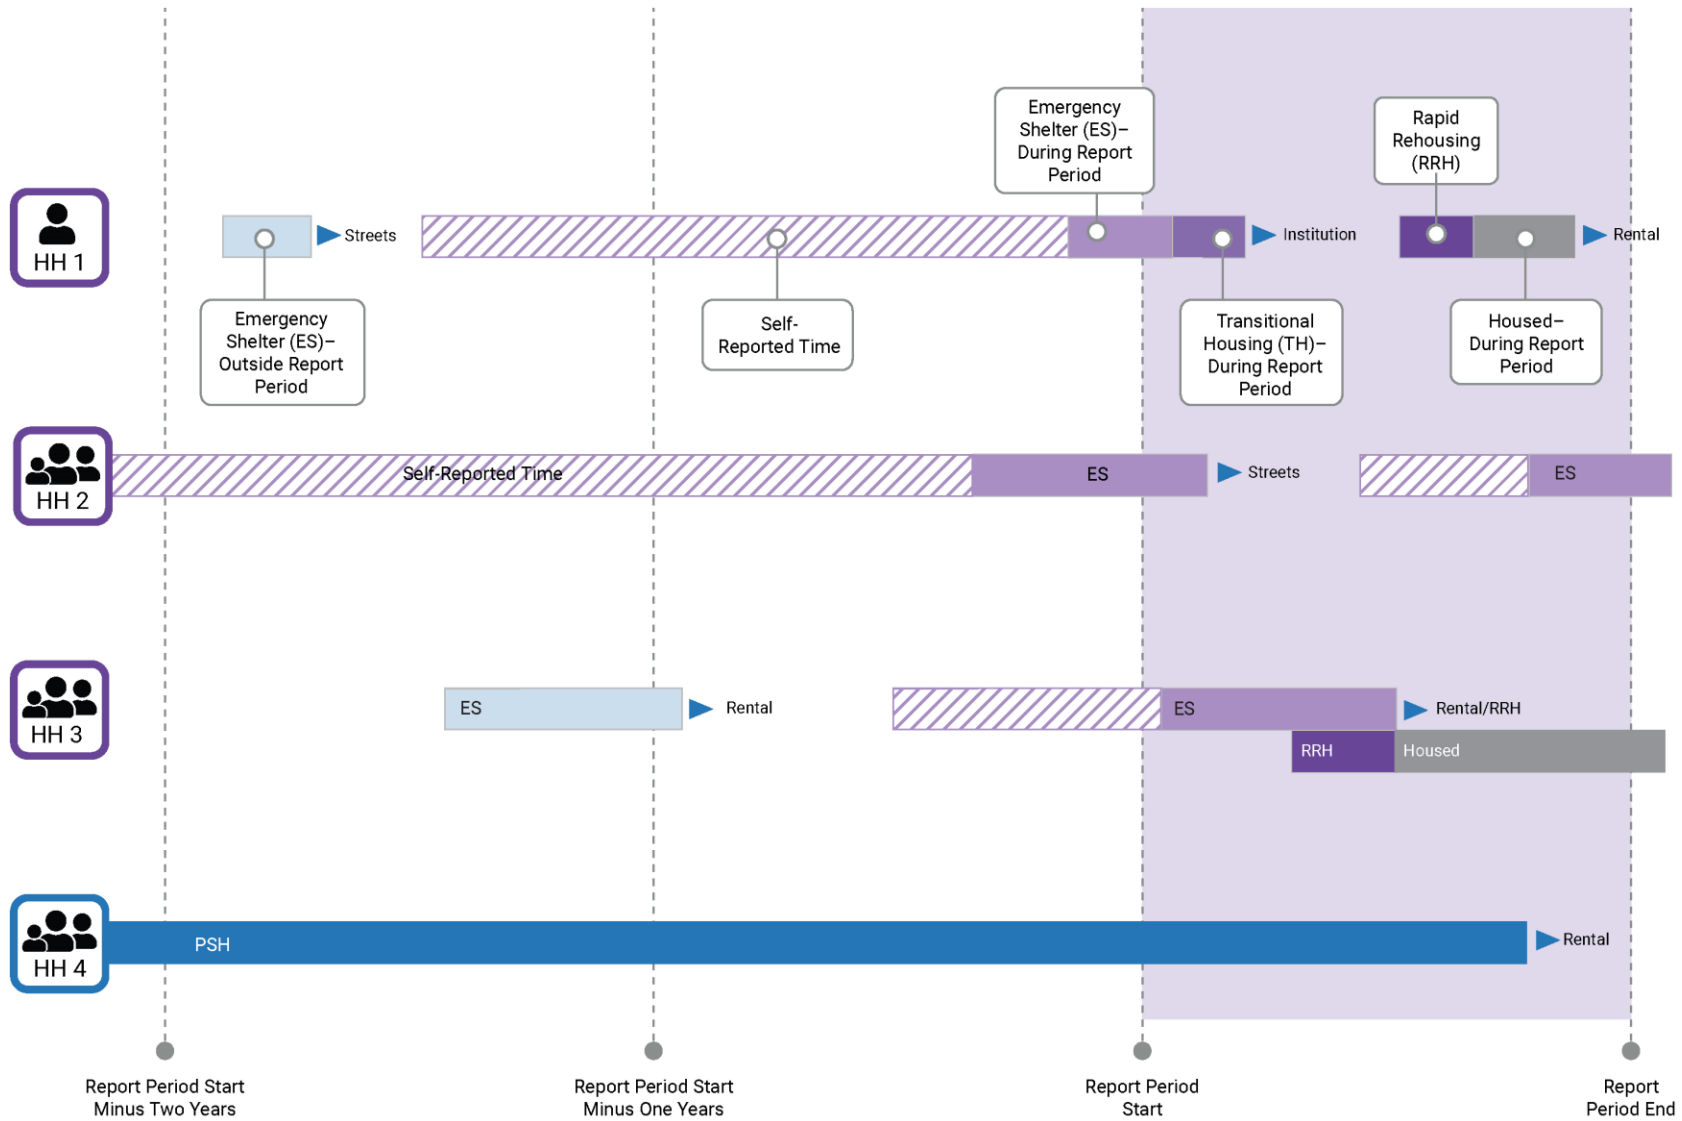 Emergency
Shelter (ES)–
During Report
Period
Rapid
Rehousing
(RRH)
HH 1
Streets
Institution
Rental
Emergency
Shelter (ES)–
Outside Report
Period
Self-
Reported Time
Transitional
Housing (TH)–
During Report
Period
Housed–
During Report
Period
HH 2
Self-Reported Time
ES
Streets
ES
HH 3
ES
Rental
ES
Rental/RRH
RRH
Housed
HH 4
PSH
Rental
Report Period Start
Minus Two Years
Report Period Start
Minus One Years
Report Period
Start
Report
Period End